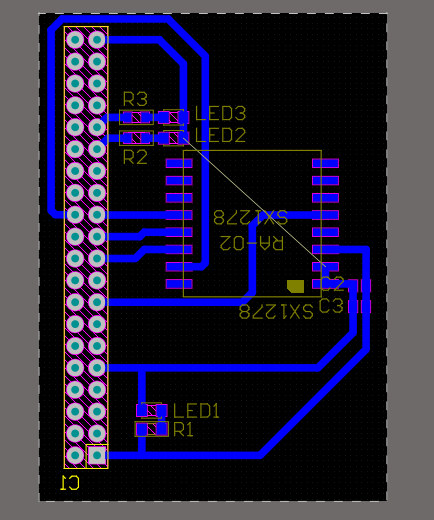 R3 LED3
LED2
R2
SX1278
RA-02
C2
C3
SX1278
LED1
R1
C1